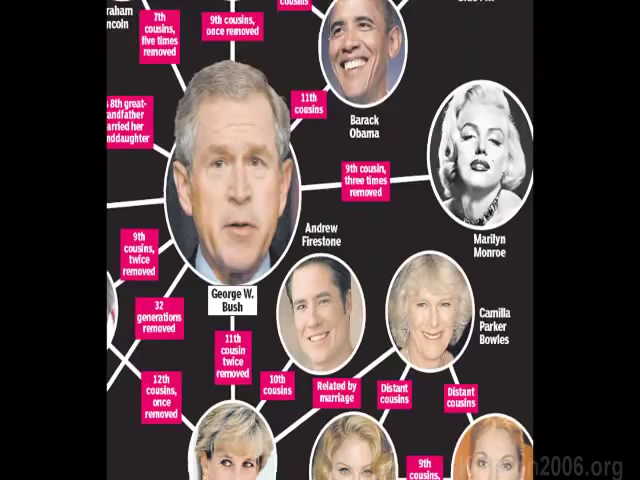 raham
ncoln
7th
cousins,
five times
removed
9th cousins,
once removed
cousins
8th great-
andfather
arried her
nddaughter
11th
cousins
Barack
Obama
9th cousin,
three times
removed
Marilyn
Monroe
9th
cousins,
twice
removed
Andrew
Firestone
George W.
Bush
32
generations
removed
Camilla
Parker
Bowles
11th
cousin
twice
removed
12th
cousins,
once
removed
10th
cousins
Related by
marriage
Distant
cousins
Distant
cousins
9th
cousins,
2006.org